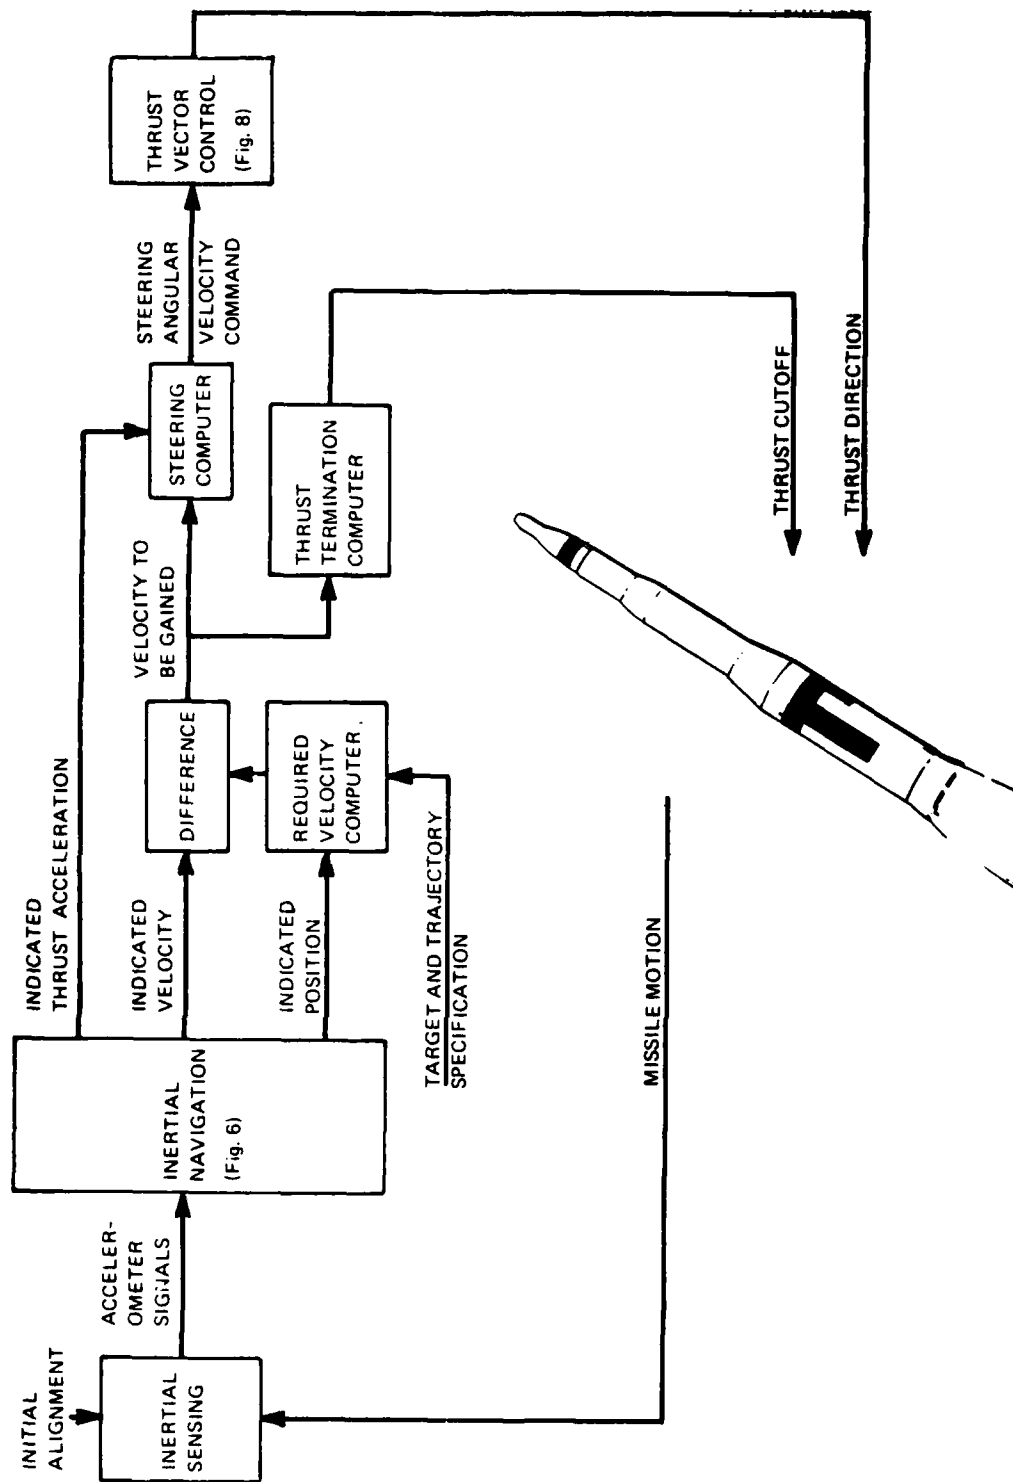 INITIAL
ALIGNMENT
INERTIAL
SENSING
ACCELER-
OMETER
SIGNALS
INERTIAL
NAVIGATION
(Fig. 6)
INDICATED
THRUST ACCELERATION
INDICATED
VELOCITY
INDICATED
POSITION
TARGET AND TRAJECTORY
SPECIFICATION
DIFFERENCE
REQUIRED
VELOCITY
COMPUTER
VELOCITY TO
BE GAINED
STEERING
COMPUTER
THRUST
TERMINATION
COMPUTER
STEERING
ANGULAR
VELOCITY
COMMAND
THRUST
VECTOR
CONTROL
(Fig. 8)
MISSILE MOTION
THRUST CUTOFF
THRUST DIRECTION